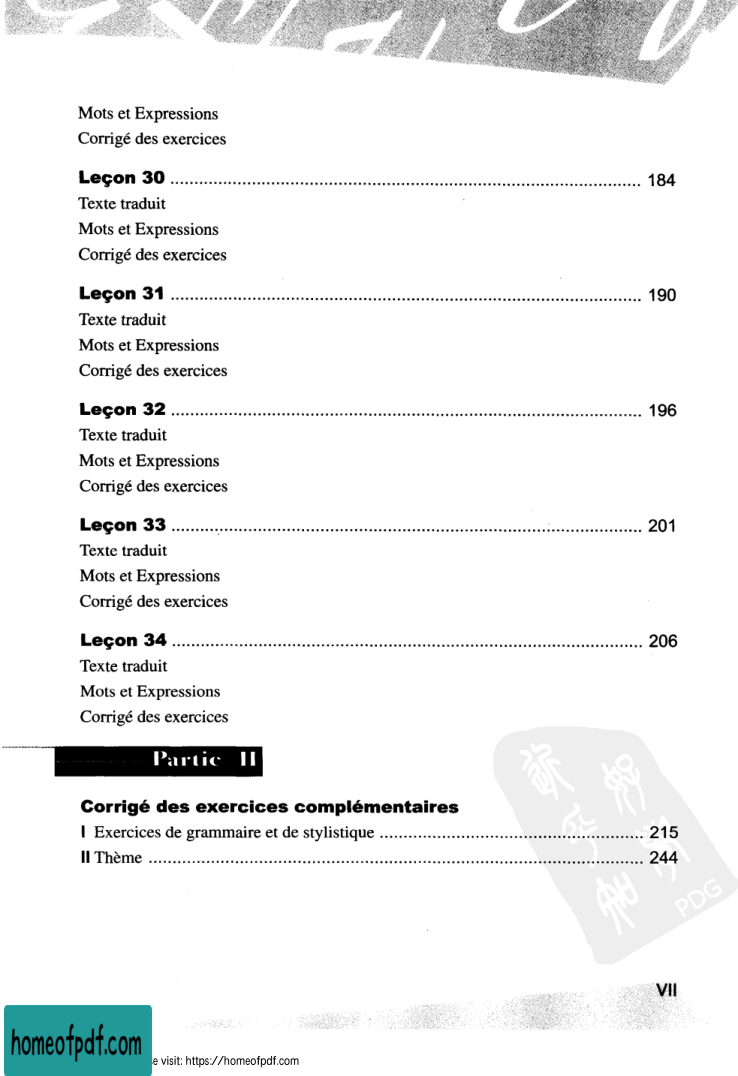 Mots et Expressions
Corrigé des exercices
Leçon 30 ........................................ 184
Texte traduit
Mots et Expressions
Corrigé des exercices
Leçon 31 ........................................ 190
Texte traduit
Mots et Expressions
Corrigé des exercices
Leçon 32 ........................................ 196
Texte traduit
Mots et Expressions
Corrigé des exercices
Leçon 33 ........................................ 201
Texte traduit
Mots et Expressions
Corrigé des exercices
Leçon 34 ........................................ 206
Texte traduit
Mots et Expressions
Corrigé des exercices
Partie II
Corrigé des exercices complémentaires
I Exercices de grammaire et de stylistique ........................................ 215
II Thème ........................................ 244
PDG
VII
homeofpdf.com
e visit: https://homeofpdf.com